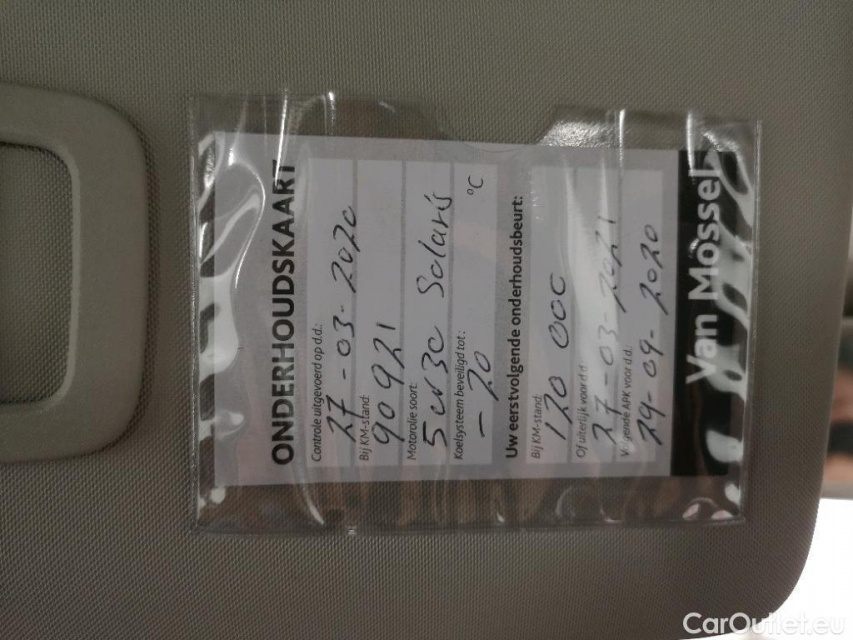 ONDERHOUDSKAART
Controle uitgevoerd op d.d.:
27-03-2020
Bij KM-stand:
90921
Motorolie soort:
5w30 Solaris
Koelsysteem beveiligd tot:
-20 °C
Uw eerstvolgende onderhoudsbeurt:
Bij KM-stand:
120 000
Of uiterlijk voor d.d.
27-03-2021
Volgende APK voor d.d.
29-09-2020
Van Mossel
CarOutlet.eu